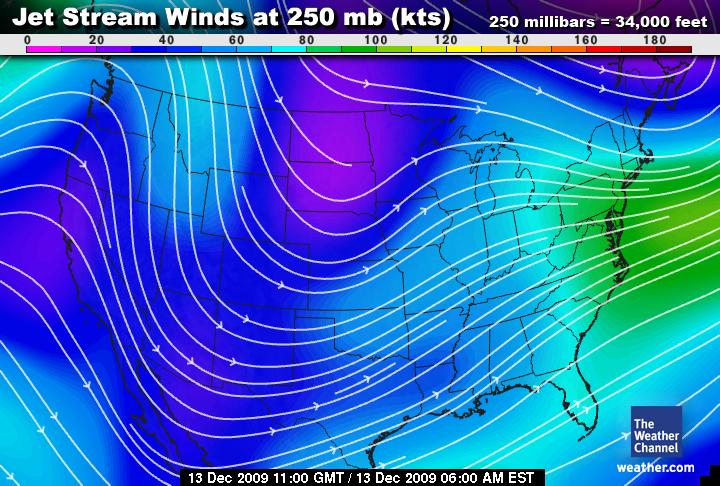 Jet Stream Winds at 250 mb (kts) 250 millibars = 34,000 feet
0 20 40 60 80 100 120 140 160 180
The
Weather
Channel
weather.com
13 Dec 2009 11:00 GMT / 13 Dec 2009 06:00 AM EST